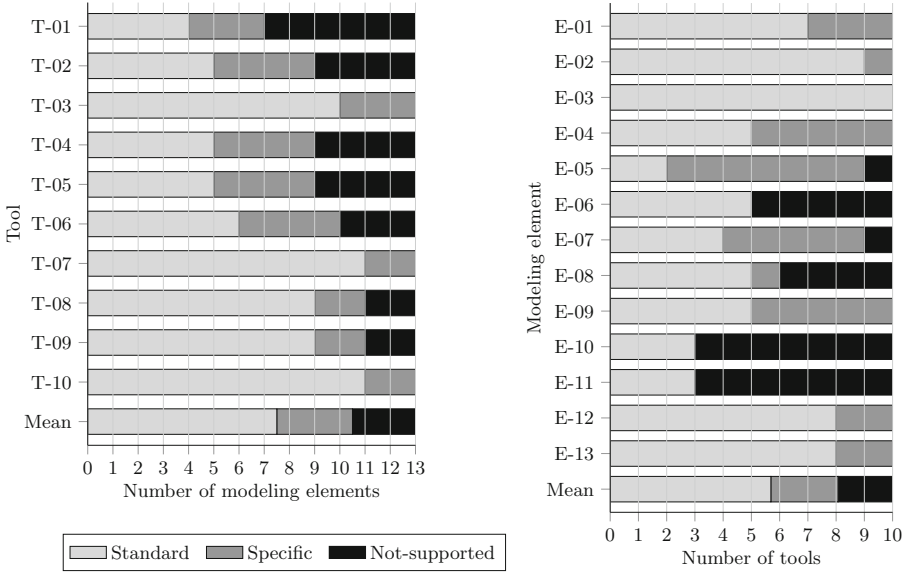 T-01
T-02
T-03
T-04
T-05
T-06
T-07
T-08
T-09
T-10
Mean
Tool
0 1 2 3 4 5 6 7 8 9 10 11 12 13
Number of modeling elements
E-01
E-02
E-03
E-04
E-05
E-06
E-07
E-08
E-09
E-10
E-11
E-12
E-13
Mean
Modeling element
0 1 2 3 4 5 6 7 8 9 10
Number of tools
Standard Specific Not-supported